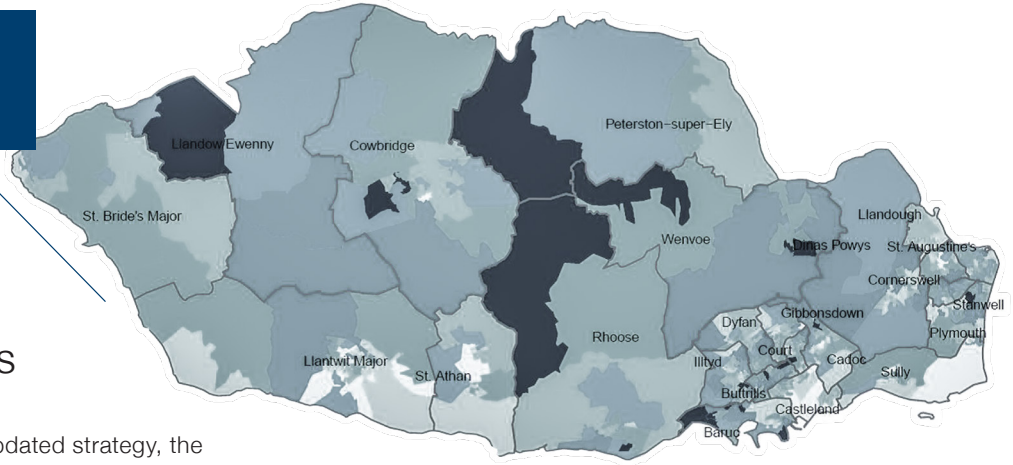 Peterston-super-Ely
Llandow/Ewenny
Cowbridge
St. Bride's Major
Llandough
Wenvoe
Dinas Powys
St. Augustine's
Cornerswell
Stanwell
Gibbonsdown
Dyfan
Plymouth
Rhoose
Court
Illtyd
Cadoc
Llantwit Major
St. Athan
Sully
Buttrills
Castleland
Baruc
s
pdated strategy, the